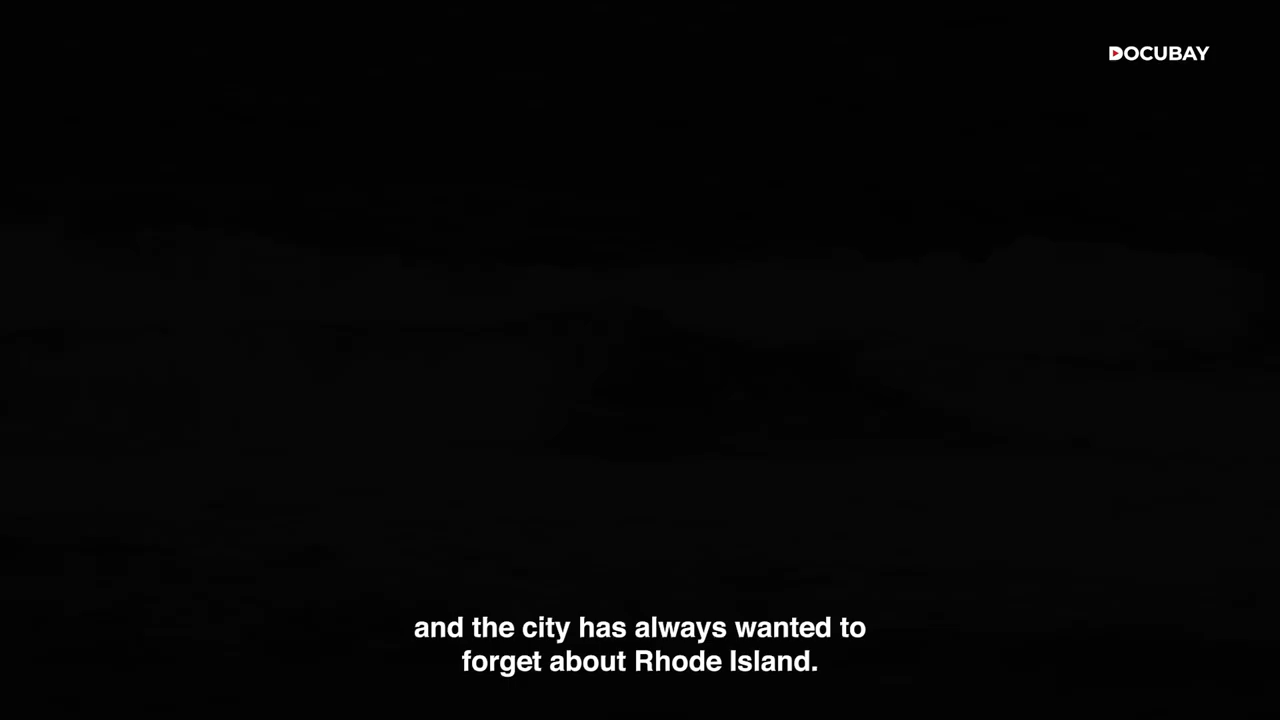 DOCUBAY
and the city has always wanted to
forget about Rhode Island.